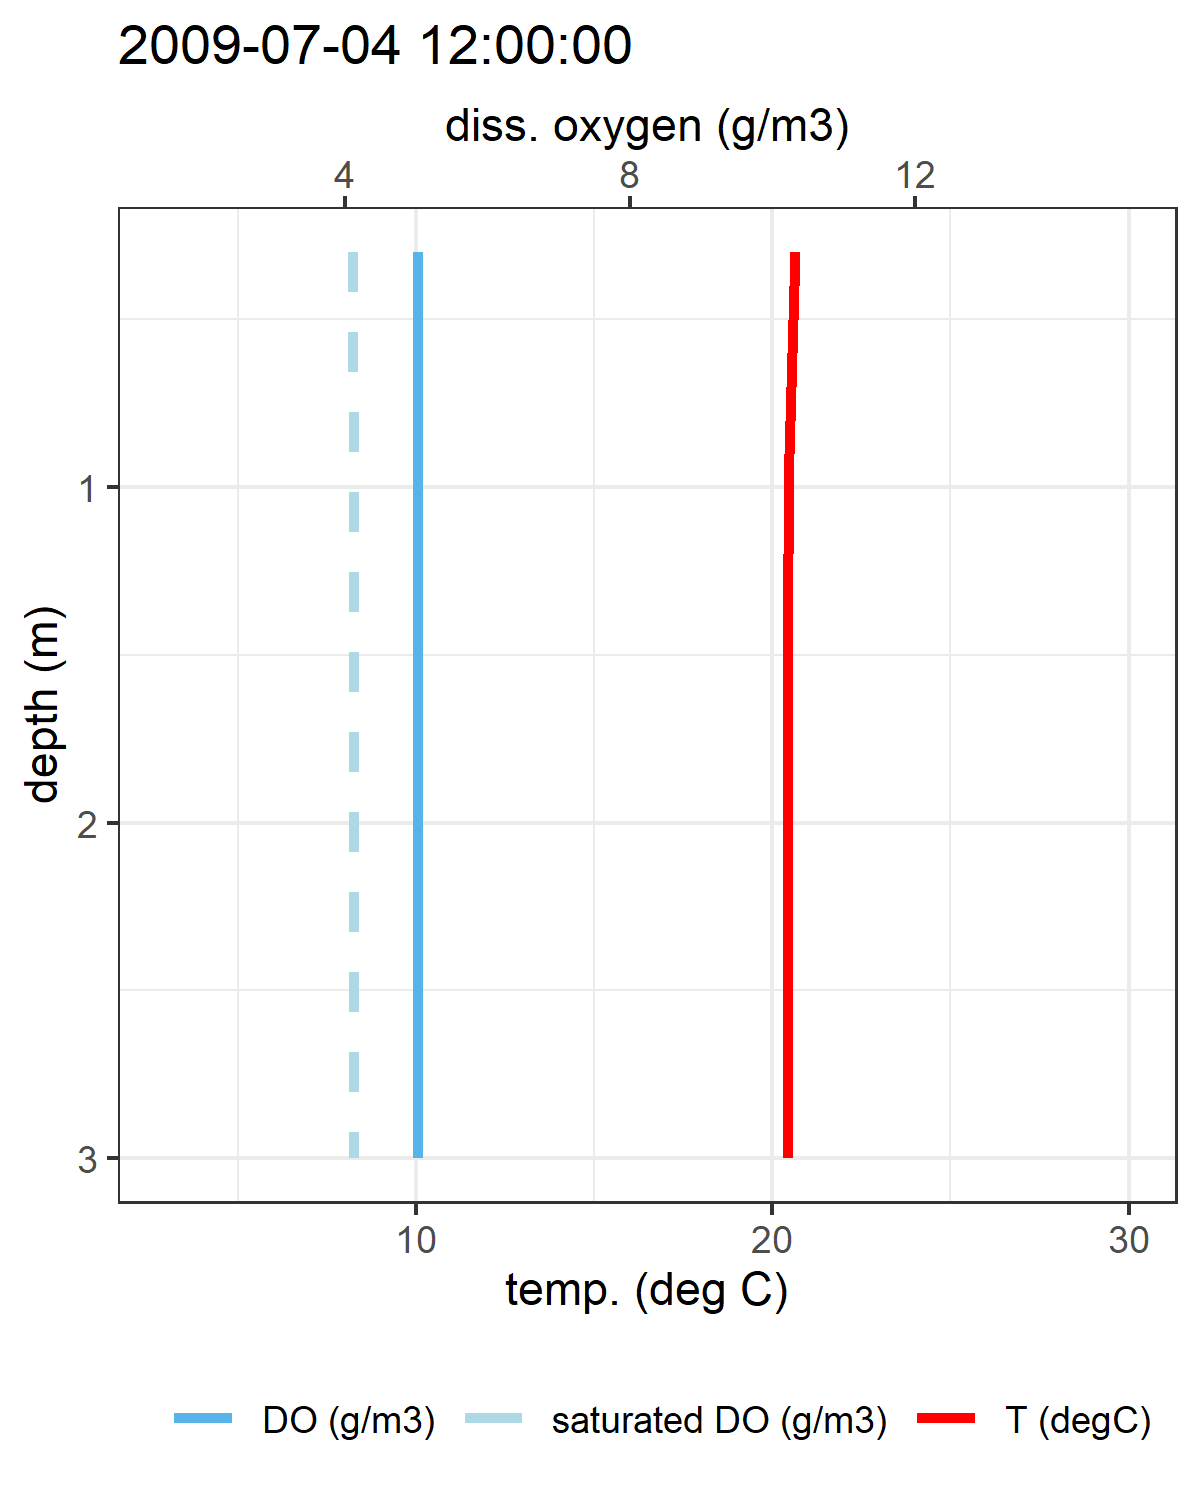 2009-07-04 12:00:00
diss. oxygen (g/m3)
4 8 12
1
2
3
depth (m)
10 20 30
temp. (deg C)
DO (g/m3) saturated DO (g/m3) T (degC)